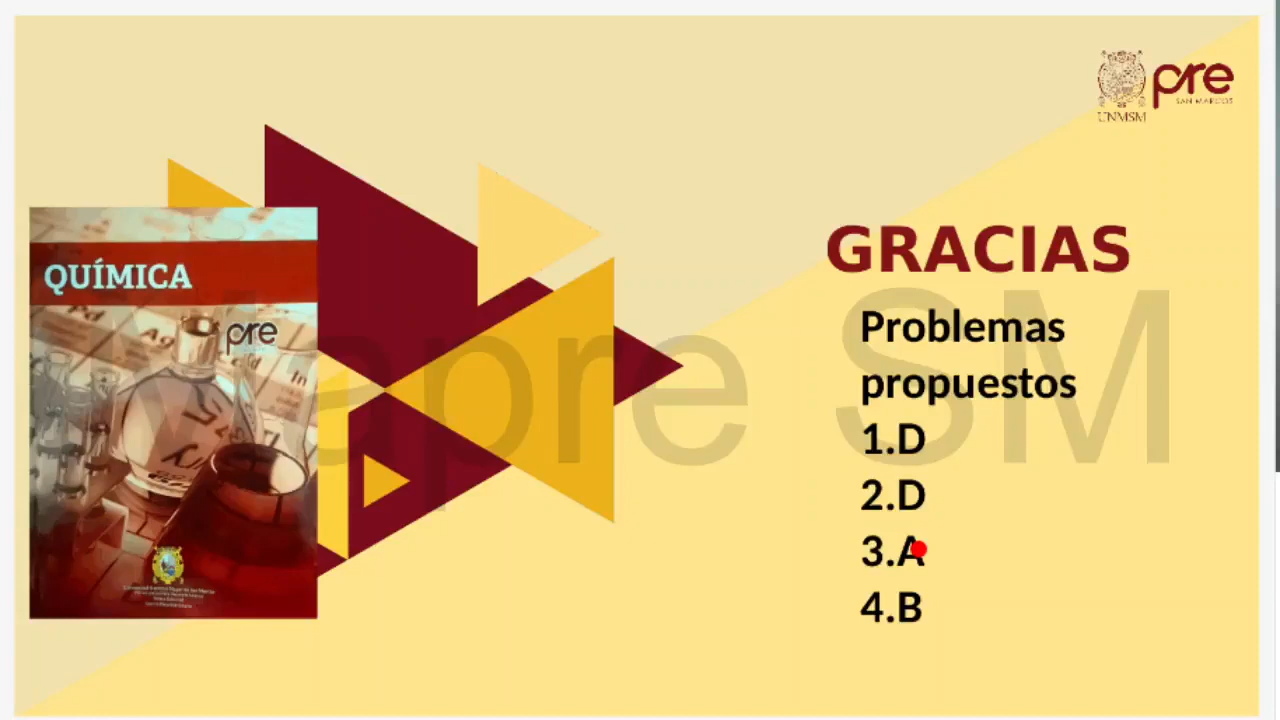 pre
SAN MARCOS
UNMSM
QUÍMICA
pre
GRACIAS
Problemas
propuestos
1.D
2.D
3.A
4.B